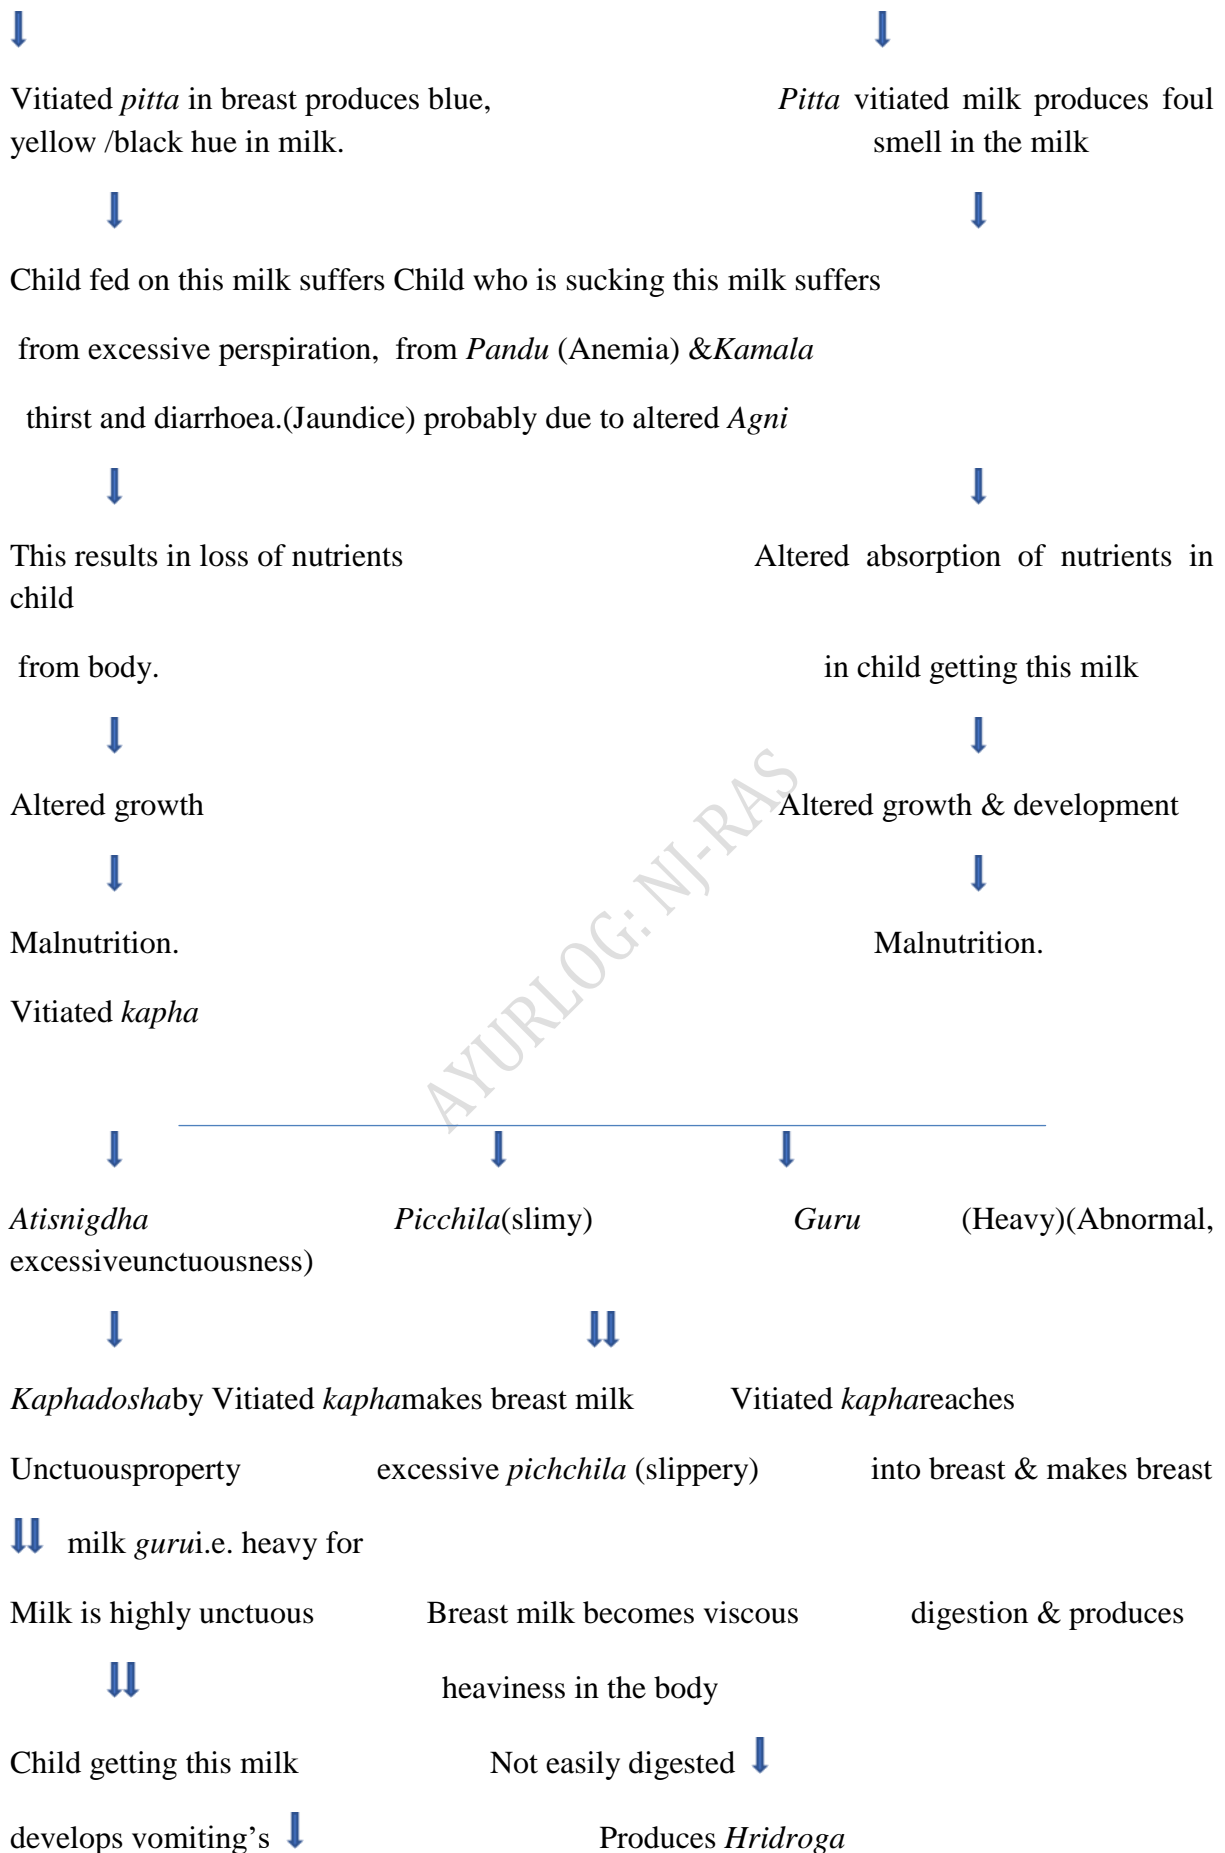 Vitiated pitta in breast produces blue, Pitta vitiated milk produces foul
yellow /black hue in milk. smell in the milk
Child fed on this milk suffers Child who is sucking this milk suffers
from excessive perspiration, from Pandu (Anemia) &Kamala
thirst and diarrhoea.(Jaundice) probably due to altered Agni
This results in loss of nutrients Altered absorption of nutrients in
child
from body. in child getting this milk
Altered growth Altered growth & development
Malnutrition. Malnutrition.
Vitiated kapha
AYURLOG: NJ-RAS
Atisnigdha Picchila(slimy) Guru (Heavy)(Abnormal,
excessiveunctuousness)
Kaphadoshaby Vitiated kaphamakes breast milk Vitiated kaphareaches
Unctuousproperty excessive pichchila (slippery) into breast & makes breast
milk gurui.e. heavy for
Milk is highly unctuous Breast milk becomes viscous digestion & produces
heaviness in the body
Child getting this milk Not easily digested
develops vomiting's Produces Hridroga